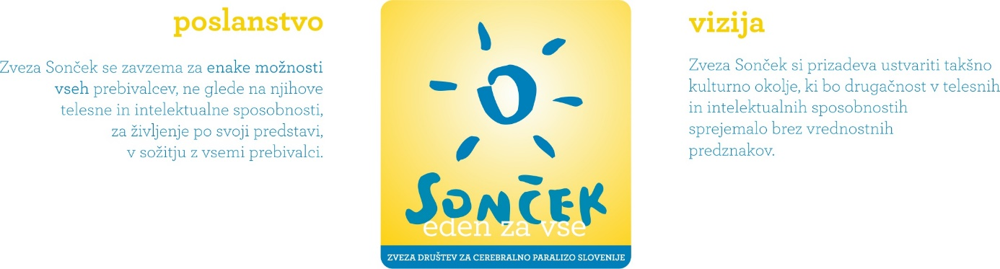 poslanstvo
Zveza Sonček se zavzema za enake možnosti
vseh prebivalcev, ne glede na njihove
telesne in intelektualne sposobnosti,
za življenje po svoji predstavi,
v sožitju z vsemi prebivalci.
SONČEK
eden za vse
ZVEZA DRUŠTEV ZA CEREBRALNO PARALIZO SLOVENIJE
vizija
Zveza Sonček si prizadeva ustvariti takšno
kulturno okolje, ki bo drugačnost v telesnih
in intelektualnih sposobnostih
sprejemalo brez vrednostnih
predznakov.